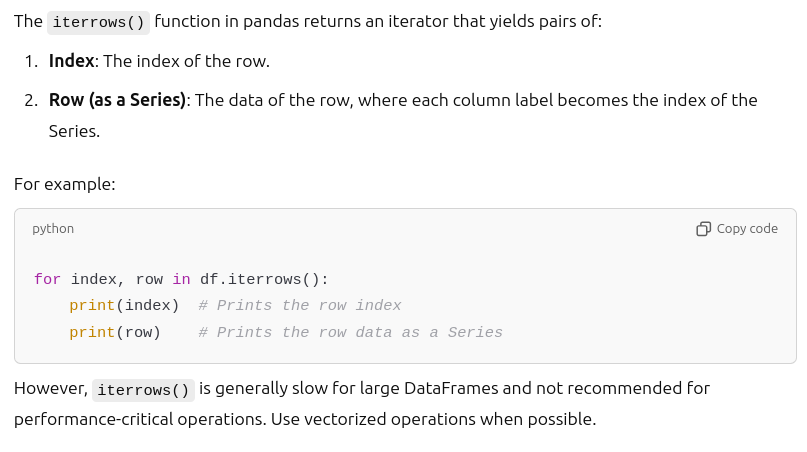 The iterrows() function in pandas returns an iterator that yields pairs of:
1. Index: The index of the row.
2. Row (as a Series): The data of the row, where each column label becomes the index of the
Series.
For example:
python
Copy code
for index, row in df.iterrows():
    print(index)  # Prints the row index
    print(row)    # Prints the row data as a Series
However, iterrows() is generally slow for large DataFrames and not recommended for
performance-critical operations. Use vectorized operations when possible.